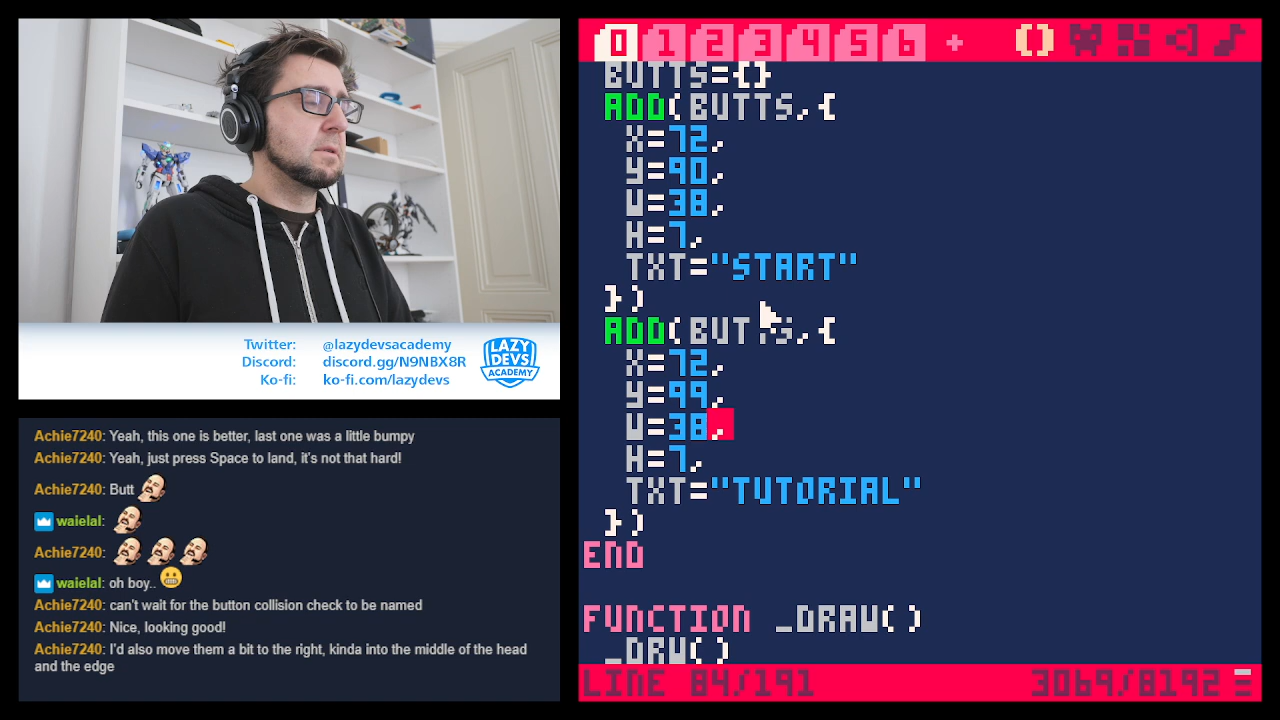 Twitter: @lazydevsacademy
Discord: discord.gg/N9NBX8R
Ko-fi: ko-fi.com/lazydevs
LAZY
DEVS
ACADEMY
Achie7240: Yeah, this one is better, last one was a little bumpy
Achie7240: Yeah, just press Space to land, it's not that hard!
Achie7240: Butt
waielal:
Achie7240:
waielal: oh boy..
Achie7240: can't wait for the button collision check to be named
Achie7240: Nice, looking good!
Achie7240: I'd also move them a bit to the right, kinda into the middle of the head
and the edge
0 1 2 3 4 5 6 + ()
BUTTS={}
ADD(BUTTS,{
X=72,
Y=90,
W=38,
H=7,
TXT="START"
})
ADD(BUTTS,{
X=72,
Y=99,
W=38,
H=7,
TXT="TUTORIAL"
})
END
FUNCTION _DRAW()
_DRW()
LINE 84/191 3069/8192